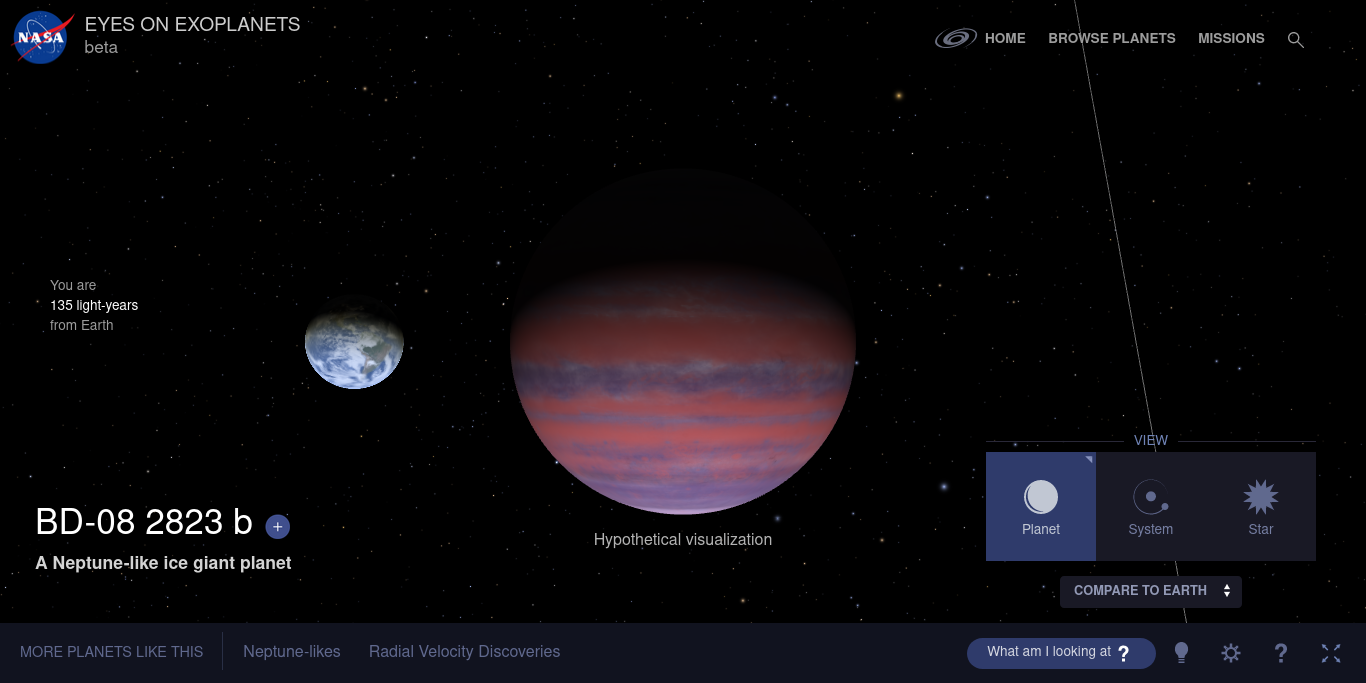 NASA
EYES ON EXOPLANETS
beta
HOME
BROWSE PLANETS
MISSIONS
You are
135 light-years
from Earth
BD-08 2823 b
+
A Neptune-like ice giant planet
Hypothetical visualization
VIEW
Planet
System
Star
COMPARE TO EARTH
MORE PLANETS LIKE THIS
Neptune-likes
Radial Velocity Discoveries
What am I looking at ?
?